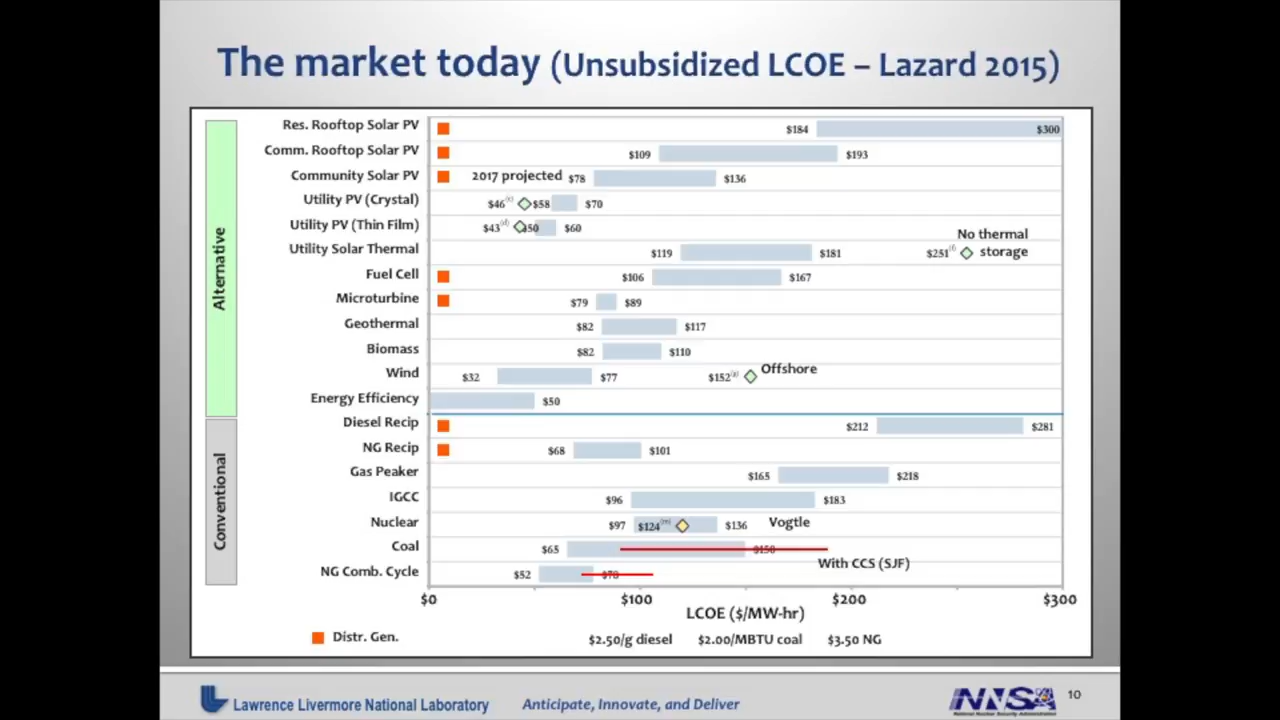 The market today (Unsubsidized LCOE – Lazard 2015)
Alternative
Res. Rooftop Solar PV $184 $300
Comm. Rooftop Solar PV $109 $193
Community Solar PV 2017 projected $78 $136
Utility PV (Crystal) $46(c) $58 $70
Utility PV (Thin Film) $43(d) $50 $60
No thermal
Utility Solar Thermal $119 $181 $251(f) storage
Fuel Cell $106 $167
Microturbine $79 $89
Geothermal $82 $117
Biomass $82 $110
Wind $32 $77 $152 Offshore
Energy Efficiency $50
Conventional
Diesel Recip $212 $281
NG Recip $68 $101
Gas Peaker $165 $218
IGCC $96 $183
Nuclear $97 $124(m) $136 Vogtle
Coal $65 $150
With CCS (SJF)
NG Comb. Cycle $52 $78
$0 $100 $200 $300
LCOE ($/MW-hr)
Distr. Gen. $2.50/g diesel $2.00/MBTU coal $3.50 NG
Lawrence Livermore National Laboratory Anticipate, Innovate, and Deliver NNSA 10
National Nuclear Security Administration